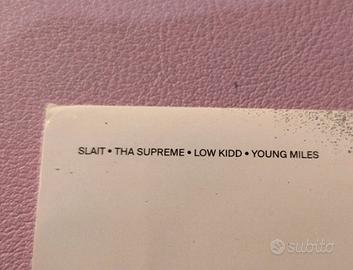 SLAIT • THA SUPREME • LOW KIDD • YOUNG MILES
subito